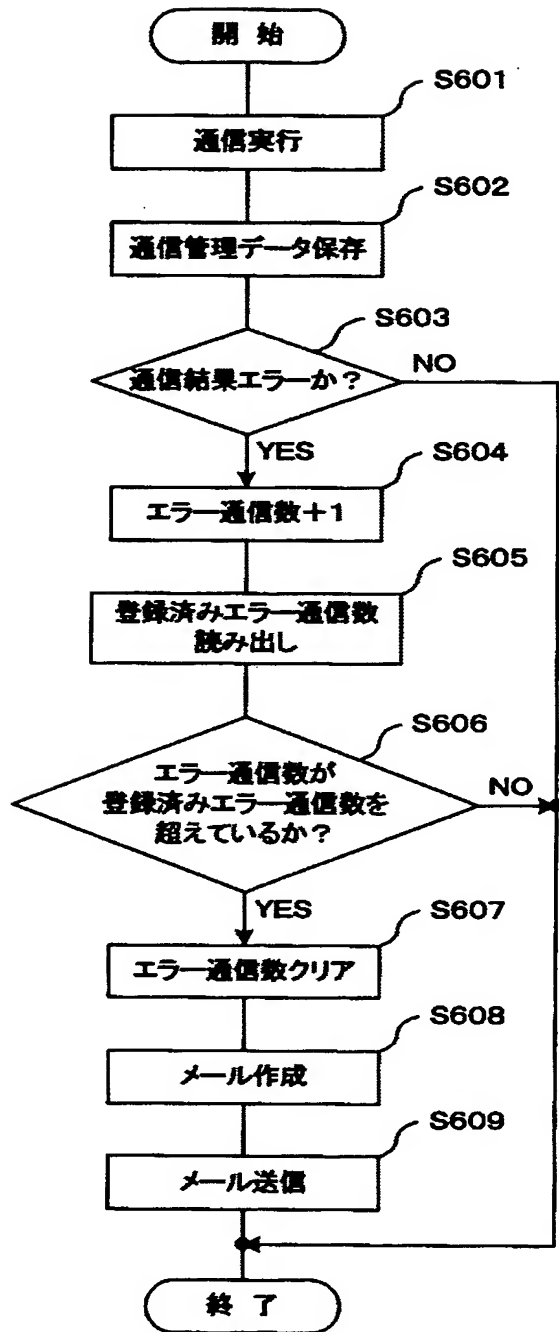 開始
S601
通信実行
S602
通信管理データ保存
S603
通信結果エラーか?
NO
YES
S604
エラー通信数+1
S605
登録済みエラー通信数
読み出し
S606
エラー通信数が
登録済みエラー通信数を
超えているか?
NO
YES
S607
エラー通信数クリア
S608
メール作成
S609
メール送信
終了